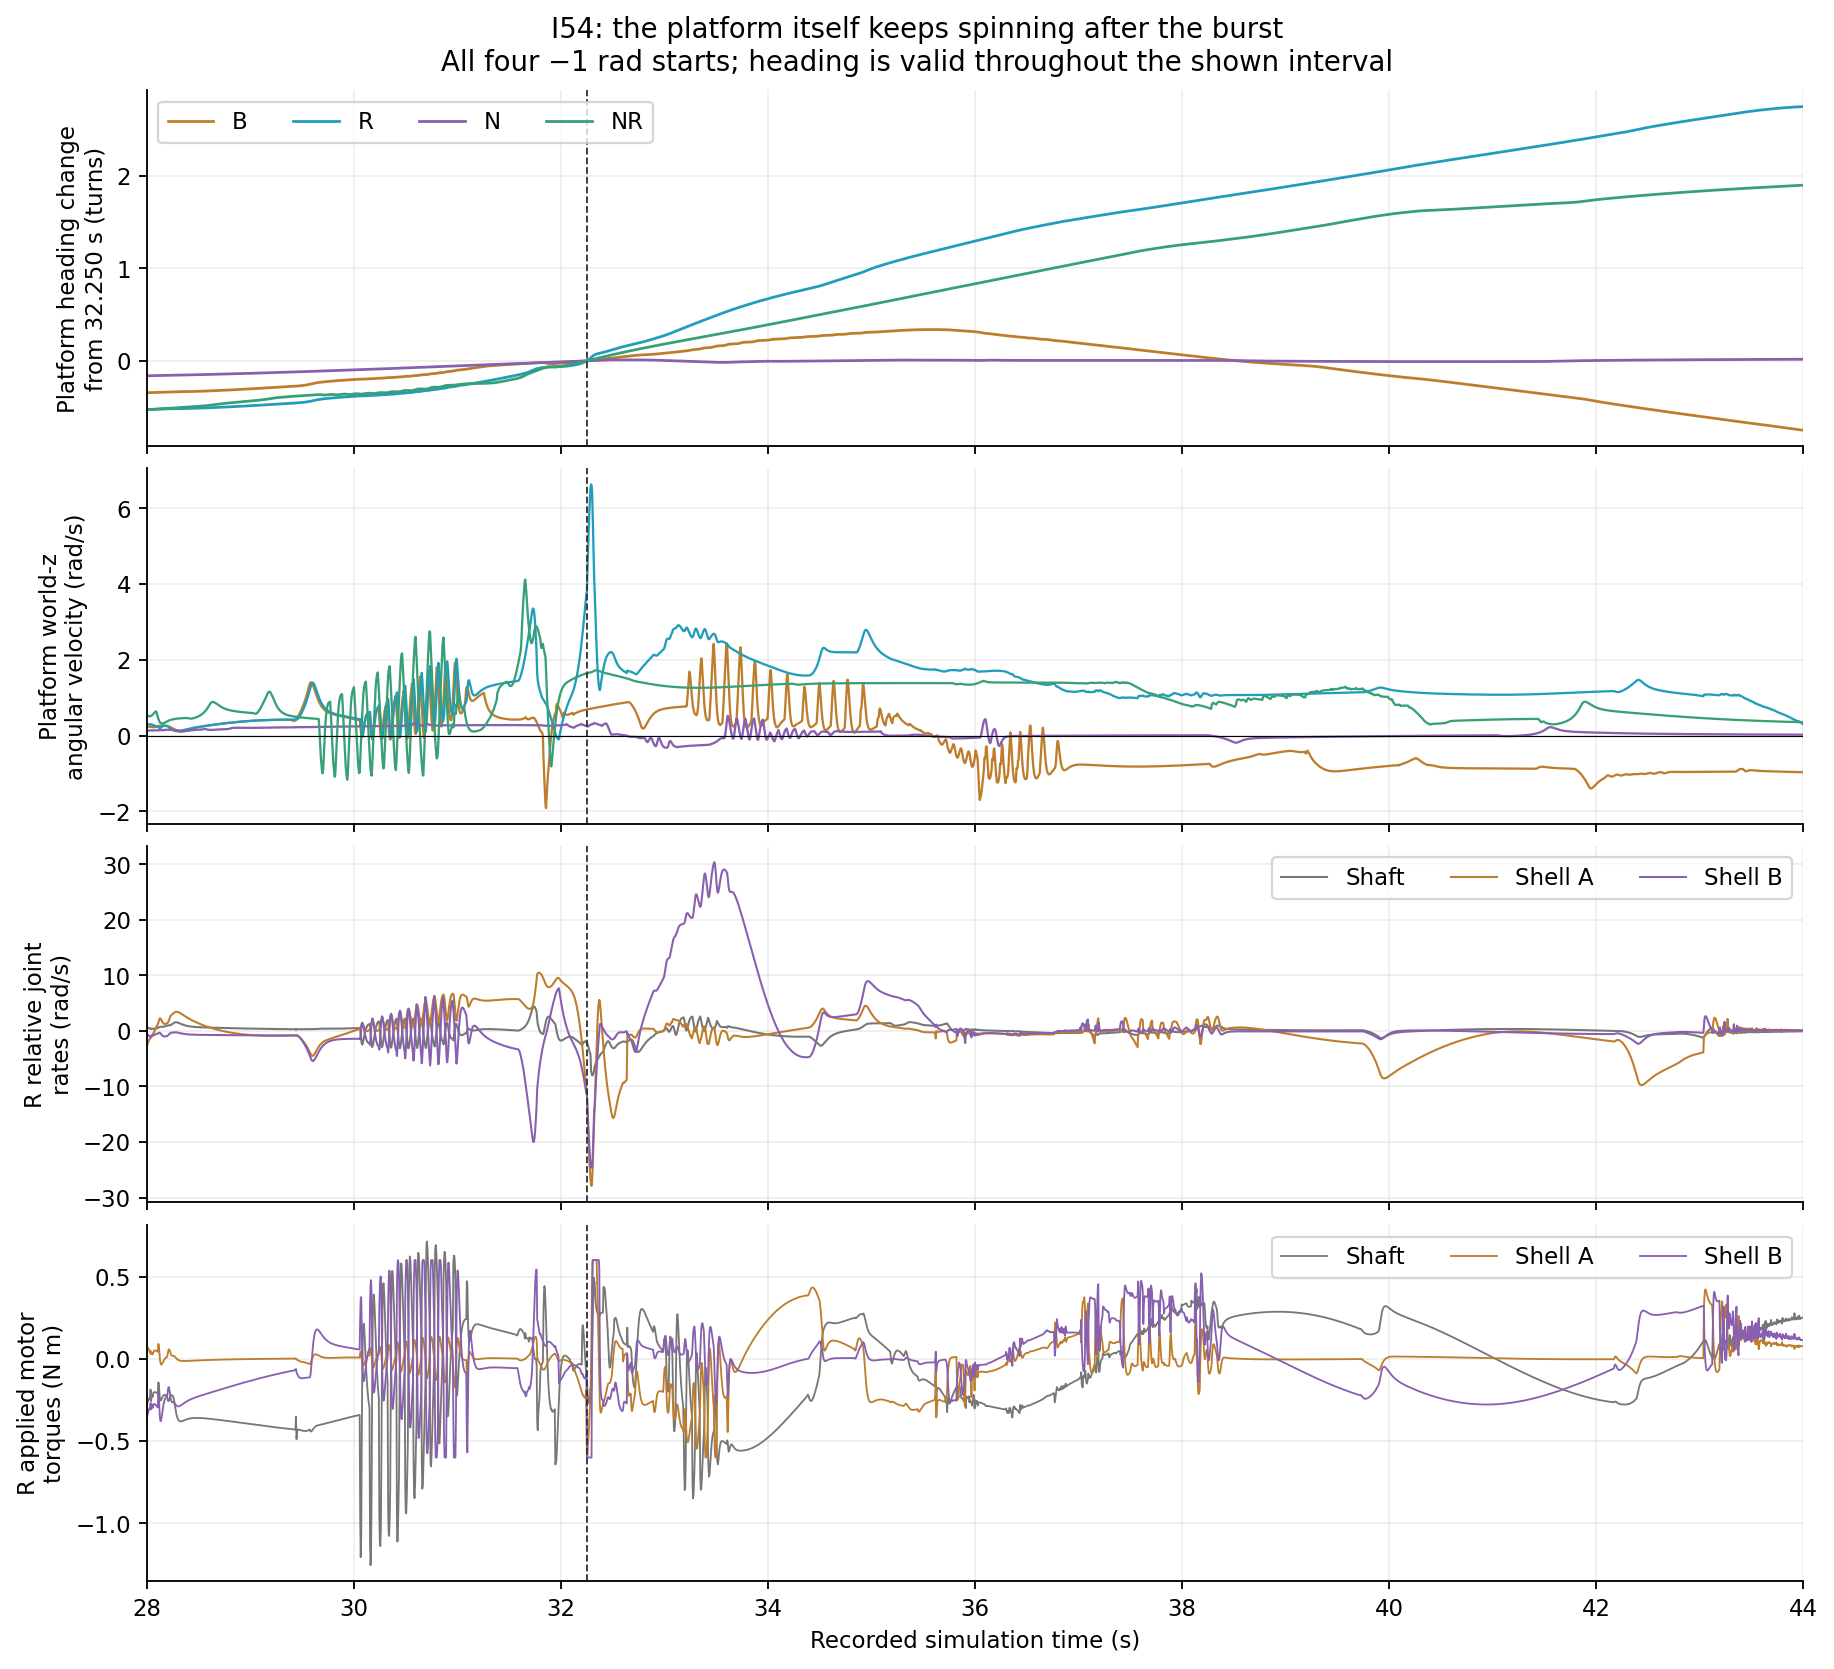 I54: the platform itself keeps spinning after the burst
All four −1 rad starts; heading is valid throughout the shown interval
B R N NR
Platform heading change
from 32.250 s (turns)
2
1
0
Platform world-z
angular velocity (rad/s)
6
4
2
0
−2
Shaft Shell A Shell B
R relative joint
rates (rad/s)
30
20
10
0
−10
−20
−30
Shaft Shell A Shell B
R applied motor
torques (N m)
0.5
0.0
−0.5
−1.0
28 30 32 34 36 38 40 42 44
Recorded simulation time (s)